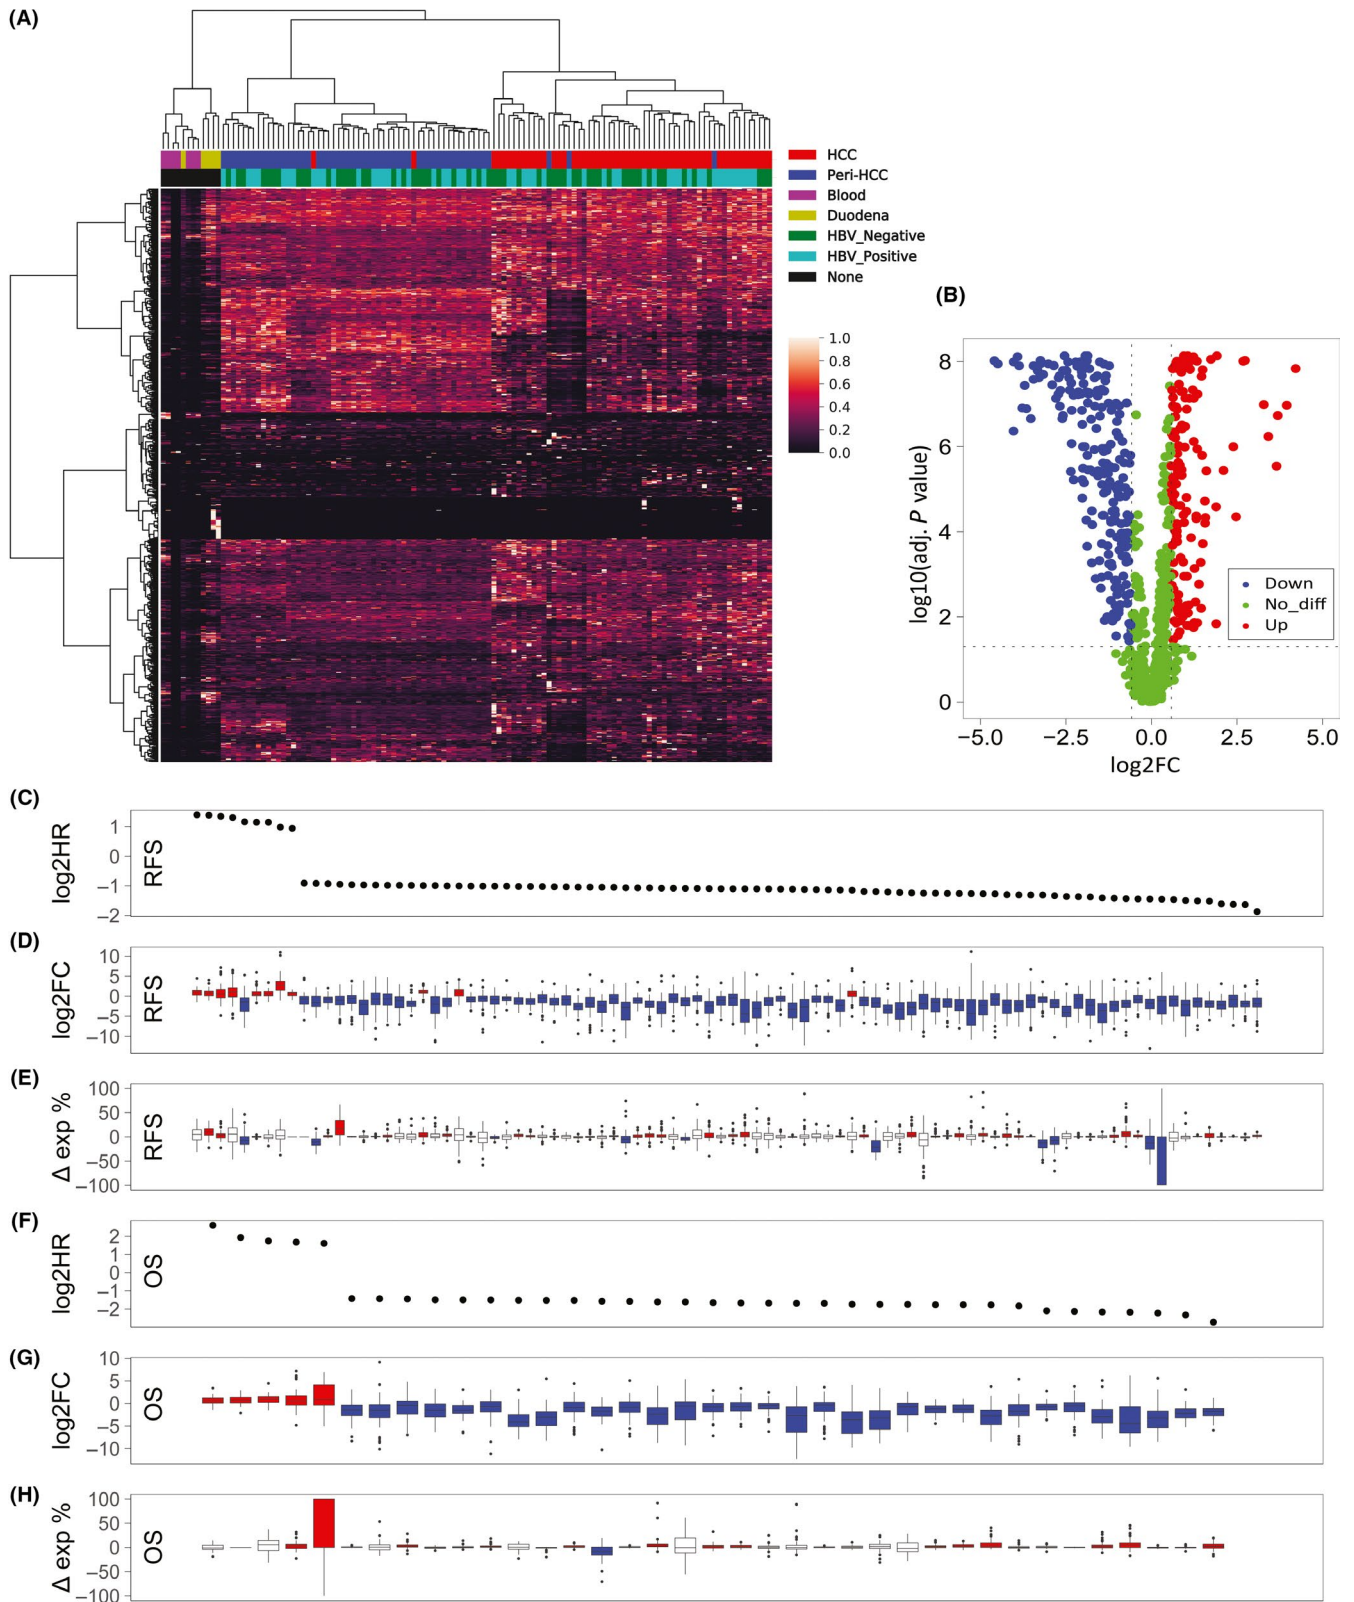 (A)
HCC
Peri-HCC
Blood
Duodena
HBV_Negative
HBV_Positive
None
1.0
0.8
0.6
0.4
0.2
0.0
(B)
8
6
4
2
0
log10(adj. P value)
Down
No_diff
Up
−5.0 −2.5 0.0 2.5 5.0
log2FC
(C)
log2HR
1
0
−1
−2
RFS
(D)
log2FC
10
5
0
−5
−10
RFS
(E)
Δ exp %
100
50
0
−50
−100
RFS
(F)
log2HR
2
1
0
−1
−2
OS
(G)
log2FC
10
5
0
−5
−10
OS
(H)
Δ exp %
100
50
0
−50
−100
OS